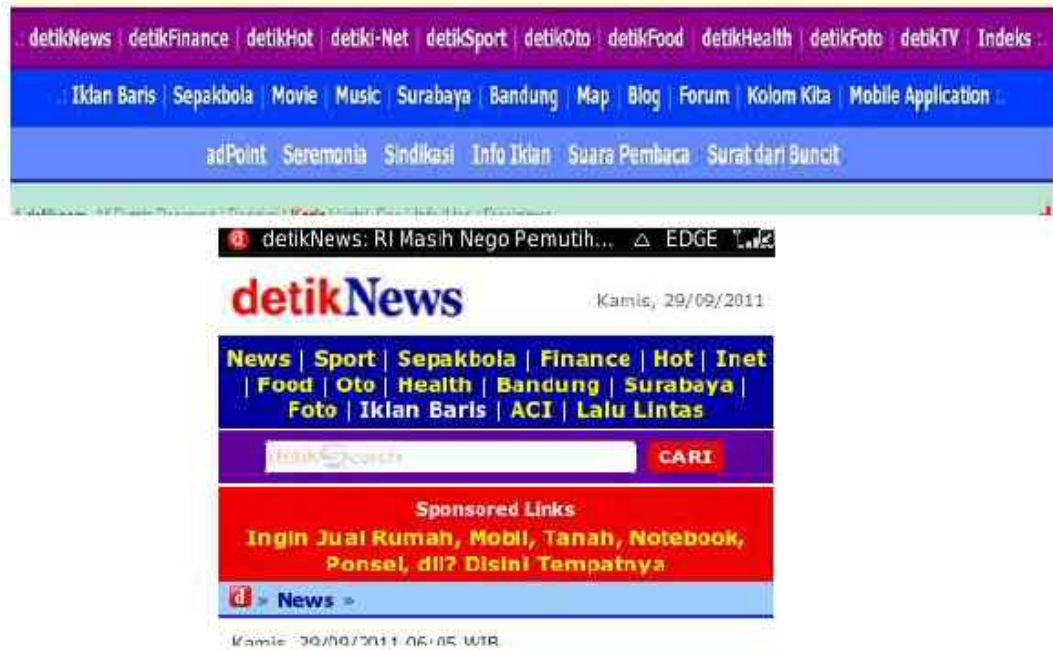 .: detikNews | detikFinance | detikHot | detiki-Net | detikSport | detikOto | detikFood | detikHealth | detikFoto | detikTV | Indeks :.
.: Iklan Baris | Sepakbola | Movie | Music | Surabaya | Bandung | Map | Blog | Forum | Kolom Kita | Mobile Application :.
adPoint Seremonia Sindikasi Info Iklan Suara Pembaca Surat dari Buncit
detikNews: RI Masih Nego Pemutih... EDGE
detikNews
Kamis, 29/09/2011
News | Sport | Sepakbola | Finance | Hot | Inet
| Food | Oto | Health | Bandung | Surabaya |
Foto | Iklan Baris | ACI | Lalu Lintas
detikSearch CARI
Sponsored Links
Ingin Jual Rumah, Mobil, Tanah, Notebook,
Ponsel, dll? Disini Tempatnya
d » News »
Kamis, 29/09/2011 06:05 WIB